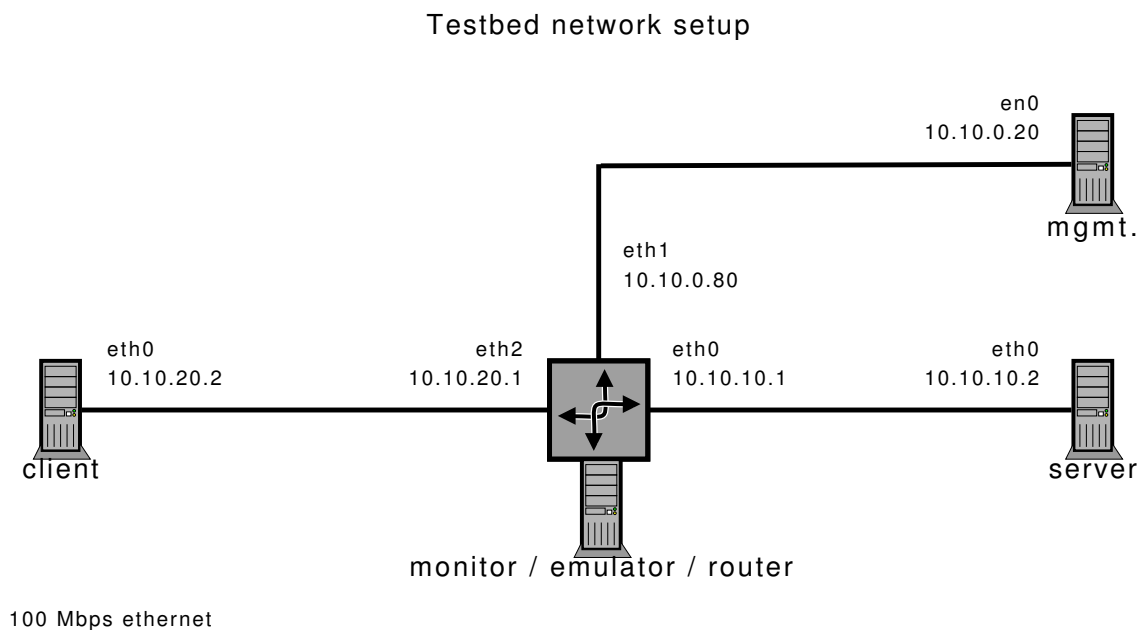 Testbed network setup
en0
10.10.0.20
mgmt.
eth1
10.10.0.80
eth0
10.10.20.2
eth2
10.10.20.1
eth0
10.10.10.1
eth0
10.10.10.2
client
server
monitor / emulator / router
100 Mbps ethernet